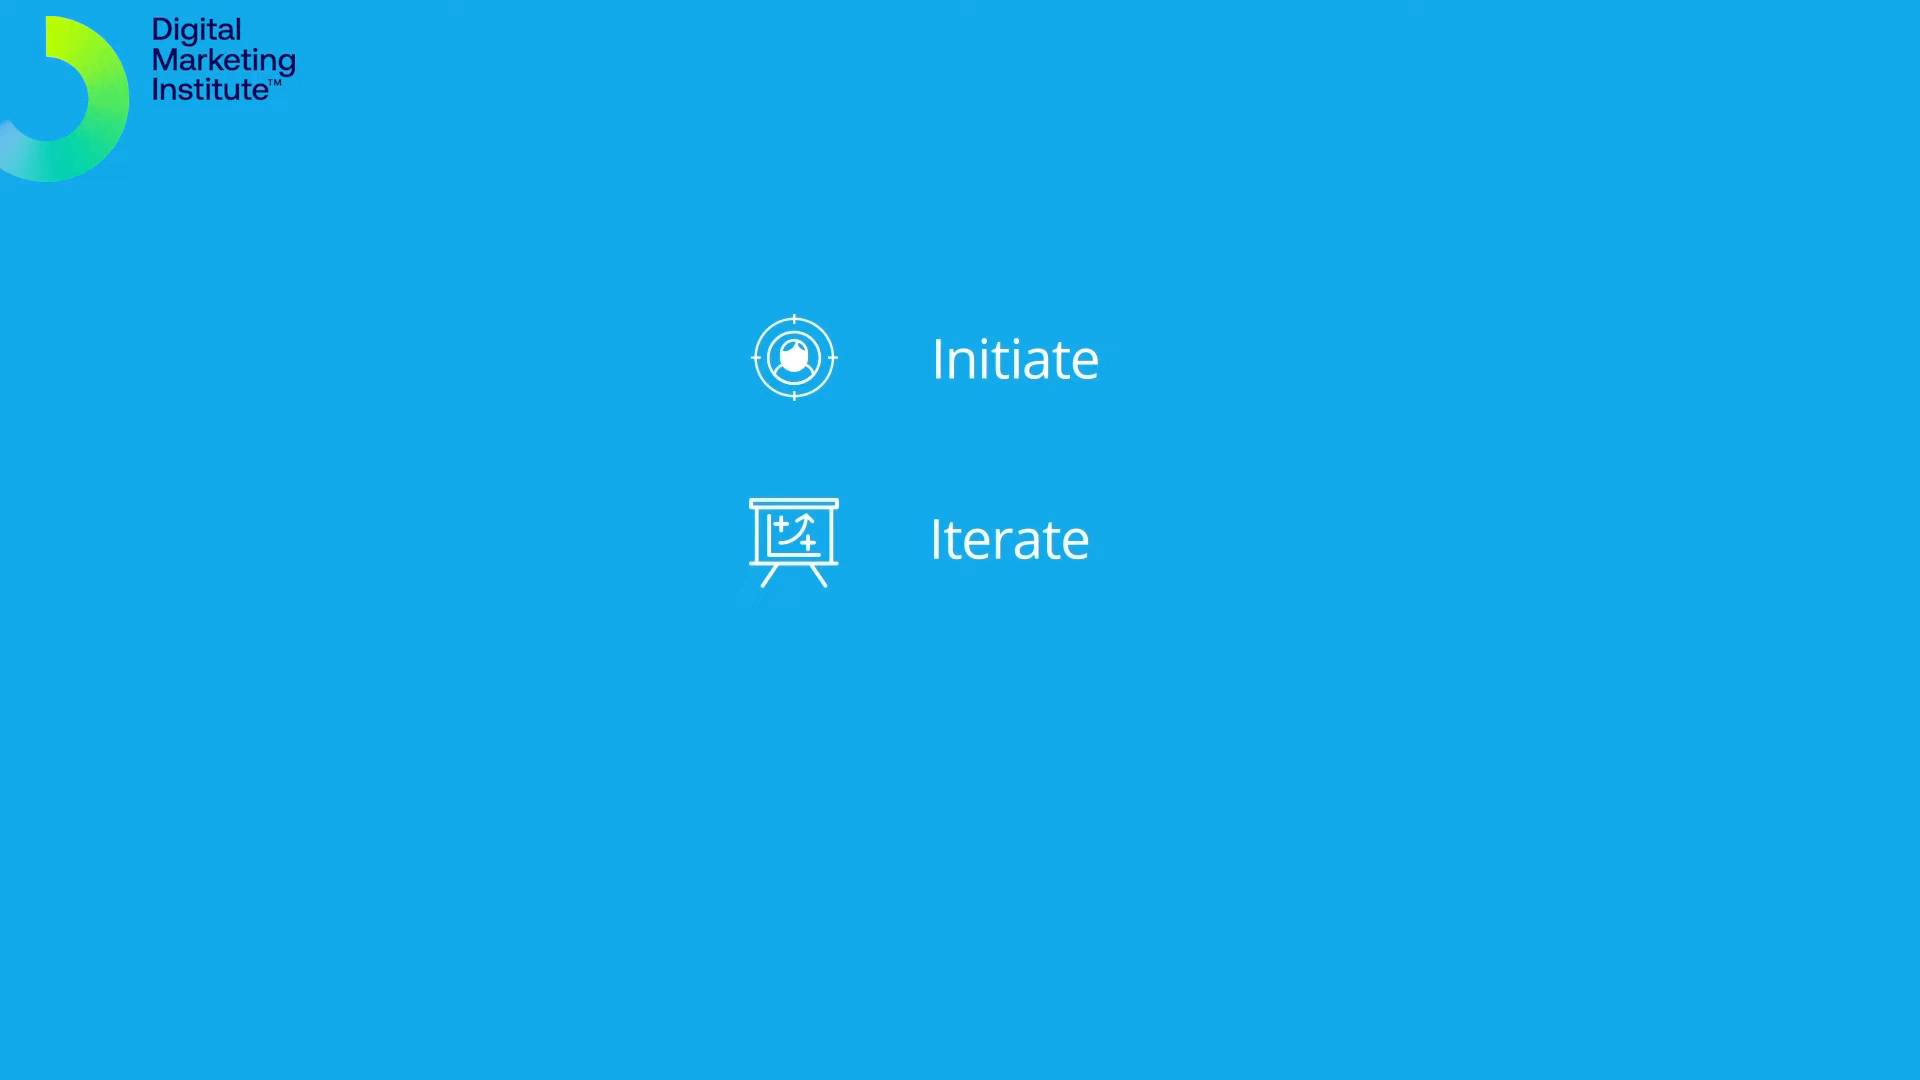 Digital
Marketing
Institute™
Initiate
Iterate